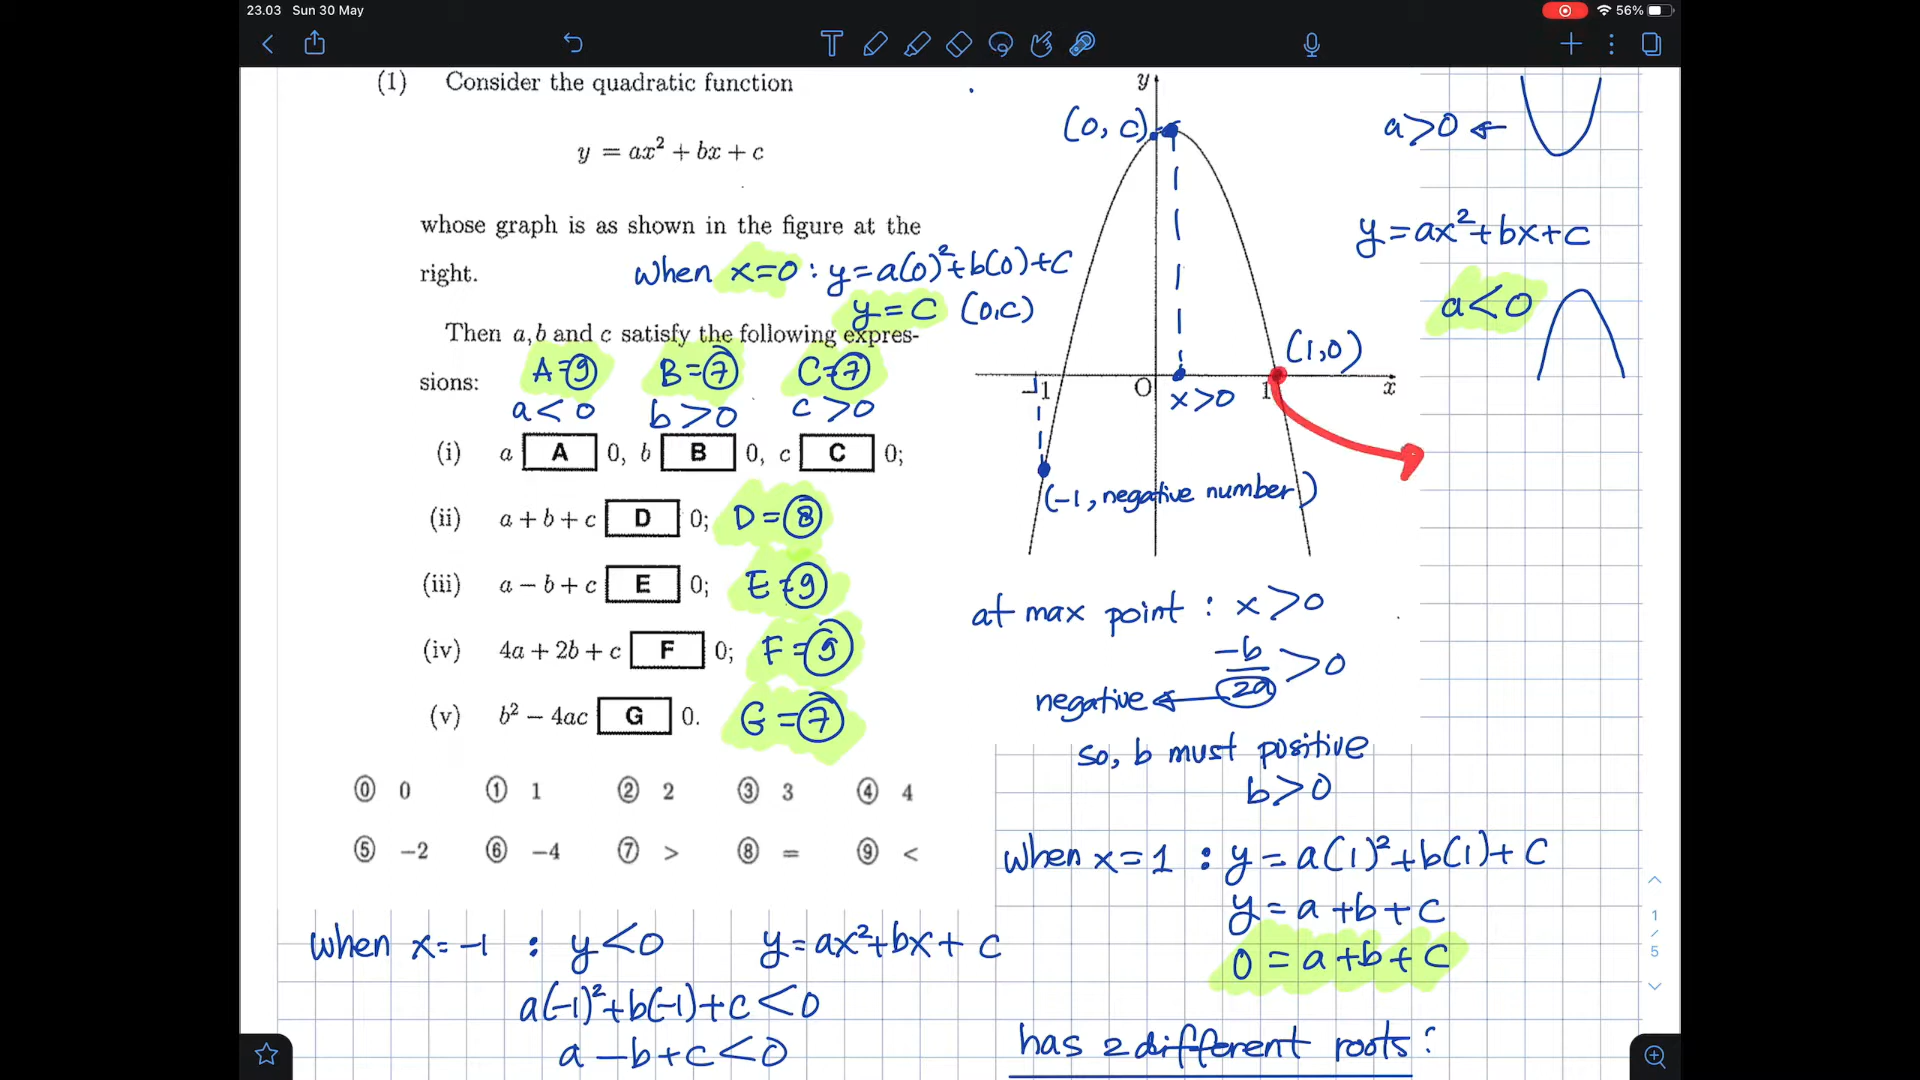 23.03 Sun 30 May
56%
T
(1) Consider the quadratic function
y = ax² + bx + c
whose graph is as shown in the figure at the
right.
when x=0 : y=a(0)²+b(0)+C
y=C (0,C)
Then a, b and c satisfy the following expres-
sions:
A=⑨ B=⑦ C=⑦
a<0 b>0 c>0
(i) a A 0, b B 0, c C 0;
(ii) a + b + c D 0; D=⑧
(iii) a − b + c E 0; E=⑨
(iv) 4a + 2b + c F 0; F=⑨
(v) b² − 4ac G 0. G=⑦
⓪ 0 ① 1 ② 2 ③ 3 ④ 4
⑤ −2 ⑥ −4 ⑦ > ⑧ = ⑨ <
y
(0, C)
(1,0)
-1 O 1 x
x>0
(-1, negative number)
a>0
y=ax²+bx+c
a<0
at max point : x>0
-b/2a >0
negative
so, b must positive
b>0
when x=1 : y=a(1)²+b(1)+C
y=a+b+C
0=a+b+C
when x=-1 : y<0 y=ax²+bx+C
a(-1)²+b(-1)+C<0
a-b+C<0
has 2 different roots :
1/5